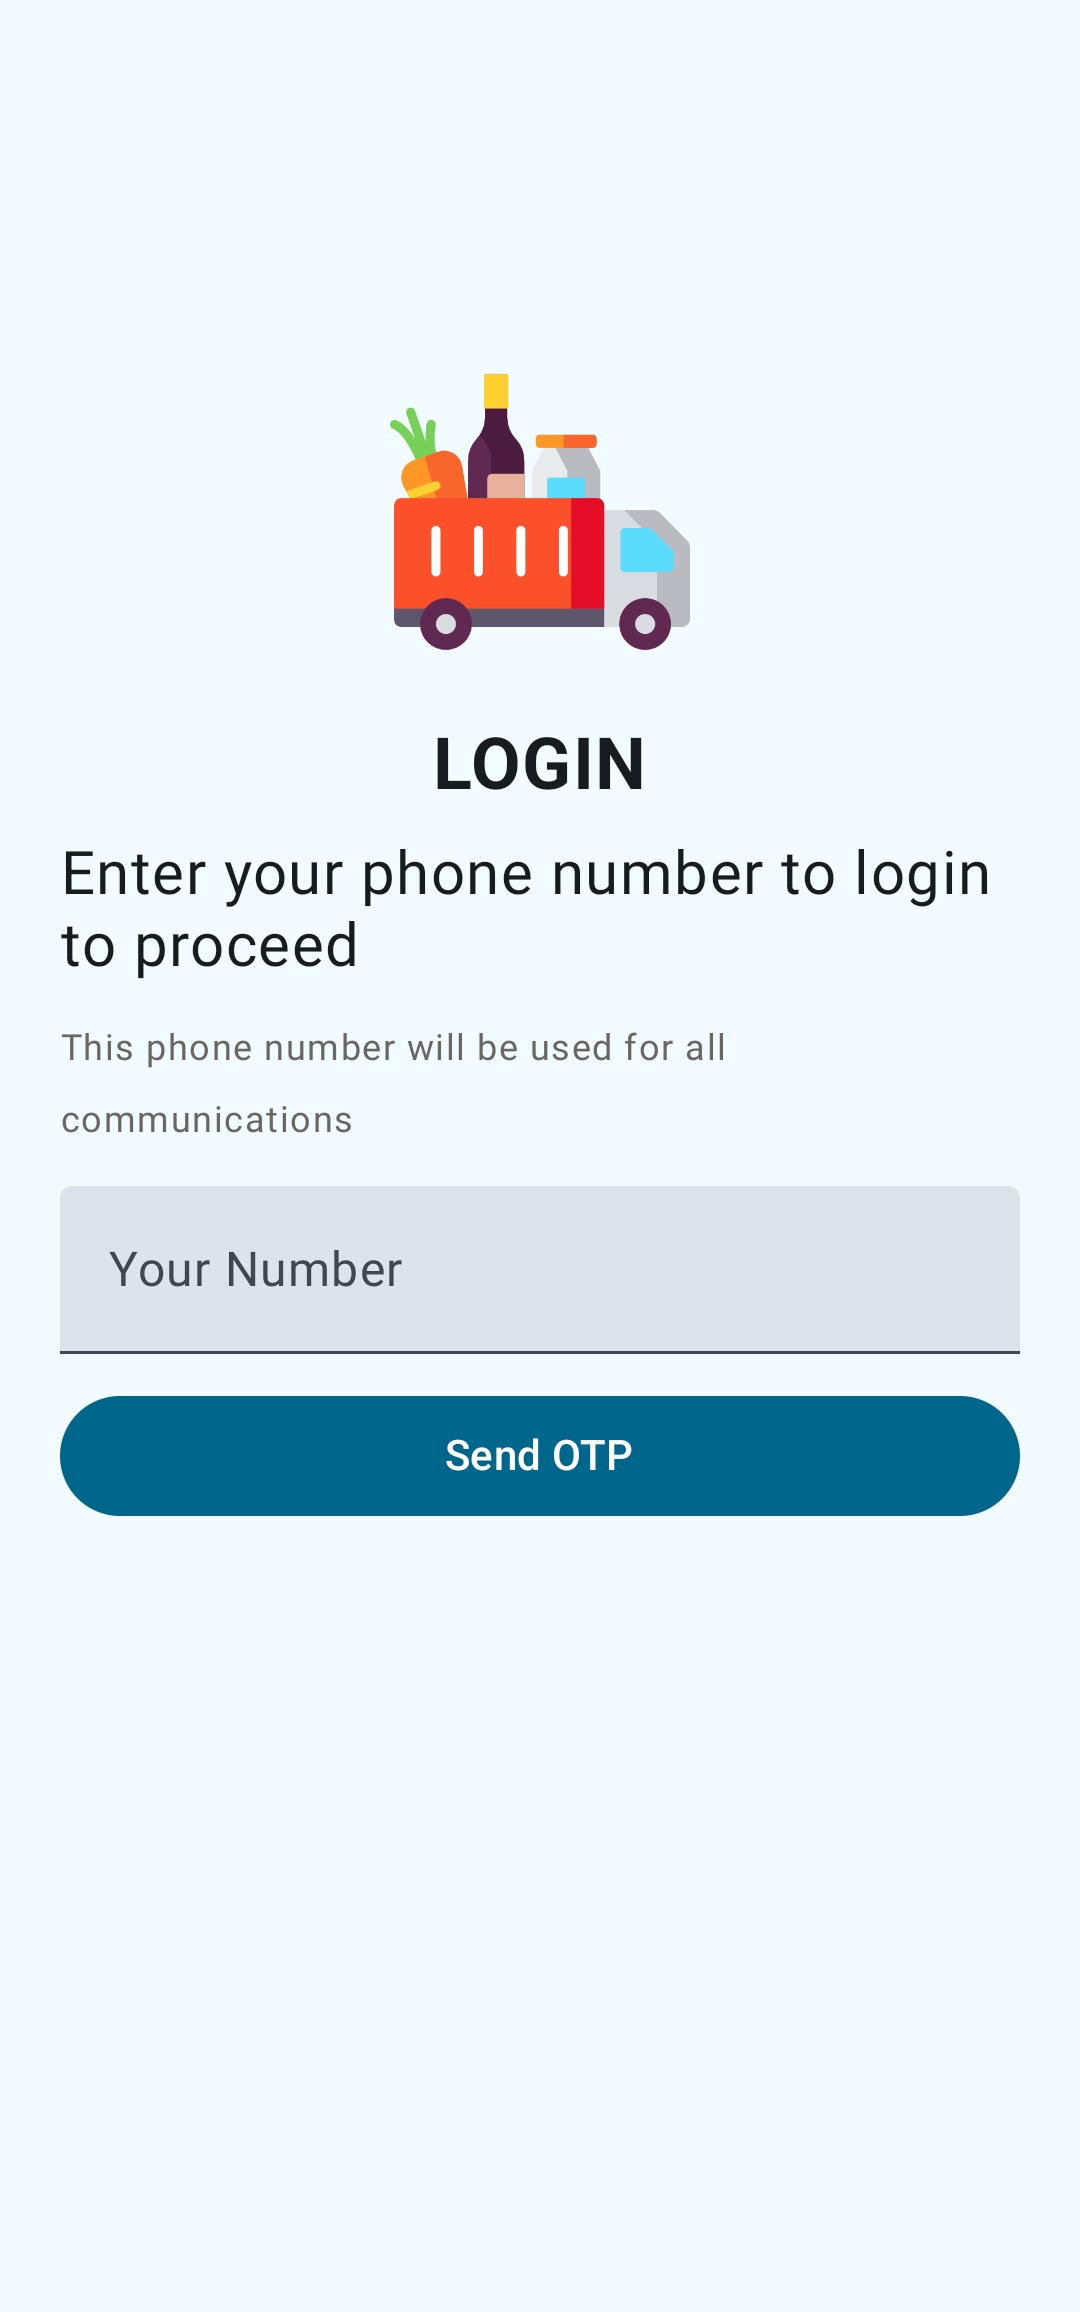 LOGIN
Enter your phone number to login
to proceed
This phone number will be used for all
communications
Your Number
Send OTP